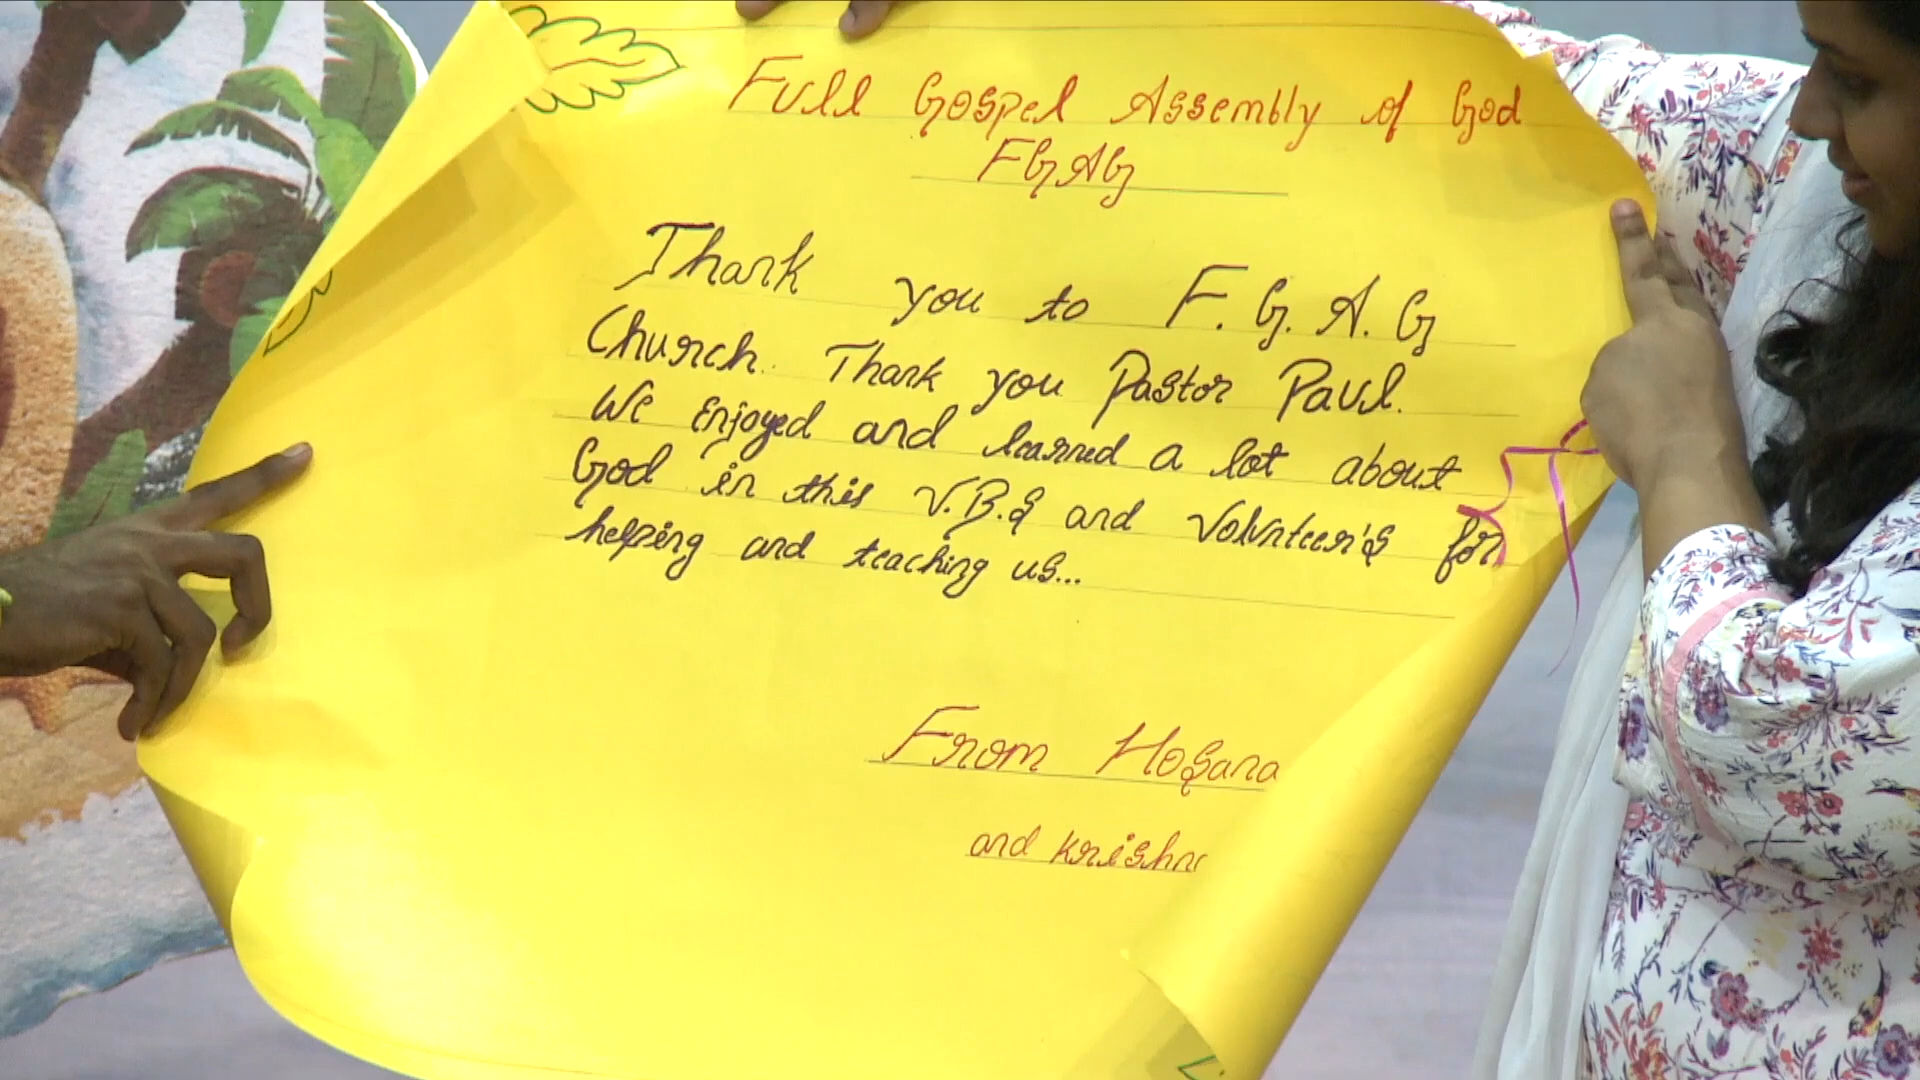 Full Gospel Assembly of God
FGAG
Thank you to F.G.A.G
Church. Thank you Pastor Paul.
We Enjoyed and learned a lot about
God in this V.B.S and Volunteer's for
helping and teaching us...
From Hosana
and Krishn